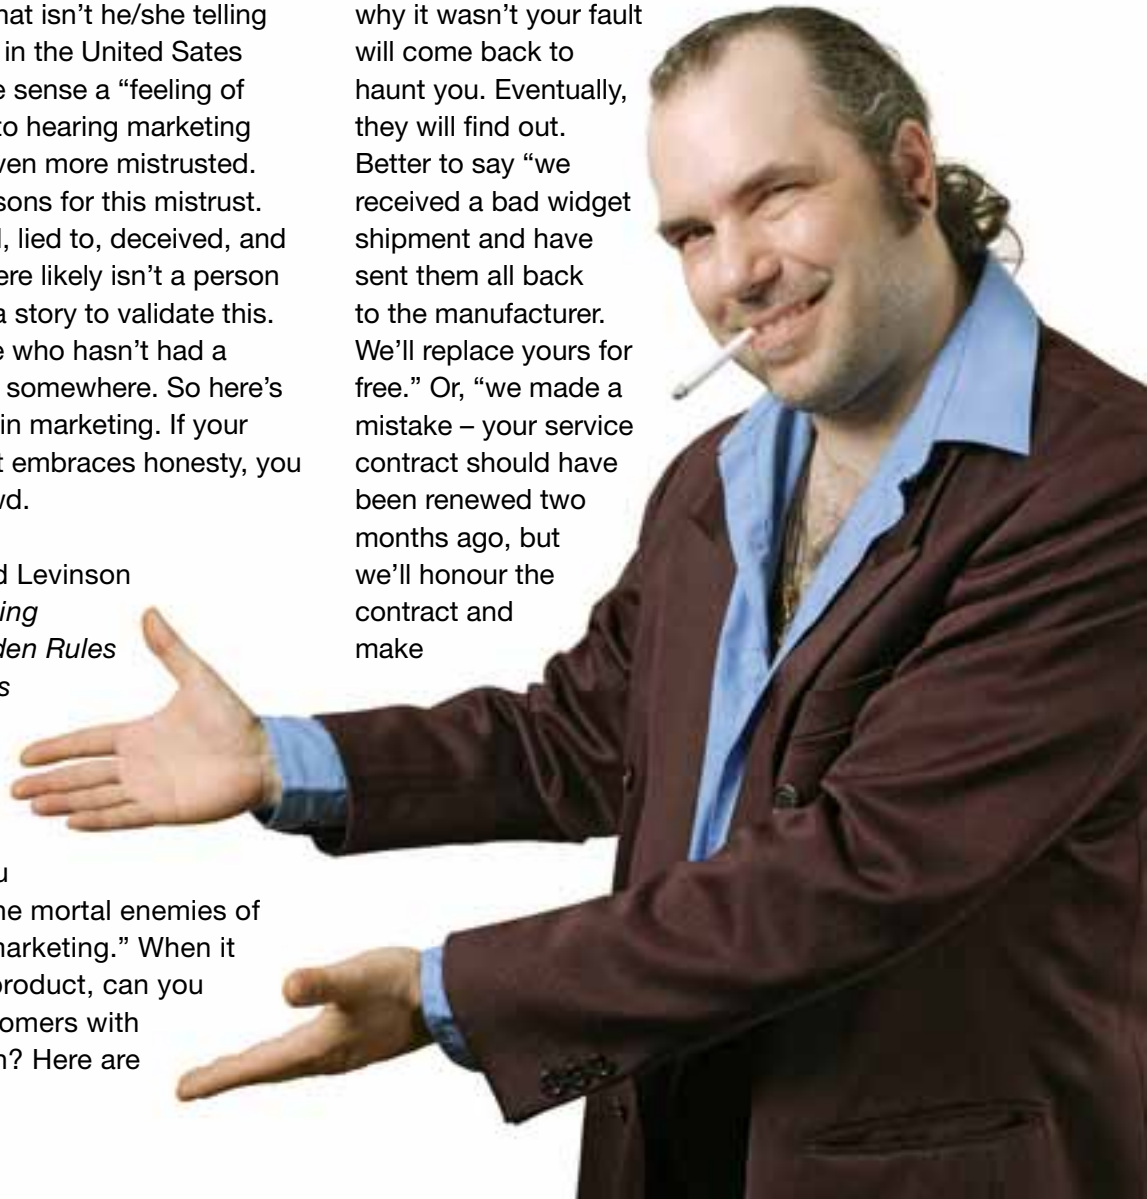 hat isn’t he/she telling
in the United Sates
e sense a “feeling of
to hearing marketing
ven more mistrusted.
sons for this mistrust.
, lied to, deceived, and
ere likely isn’t a person
a story to validate this.
e who hasn’t had a
somewhere. So here’s
in marketing. If your
t embraces honesty, you
wd.
d Levinson
ing
den Rules
s
u
ne mortal enemies of
marketing.” When it
product, can you
omers with
n? Here are
why it wasn’t your fault
will come back to
haunt you. Eventually,
they will find out.
Better to say “we
received a bad widget
shipment and have
sent them all back
to the manufacturer.
We’ll replace yours for
free.” Or, “we made a
mistake – your service
contract should have
been renewed two
months ago, but
we’ll honour the
contract and
make